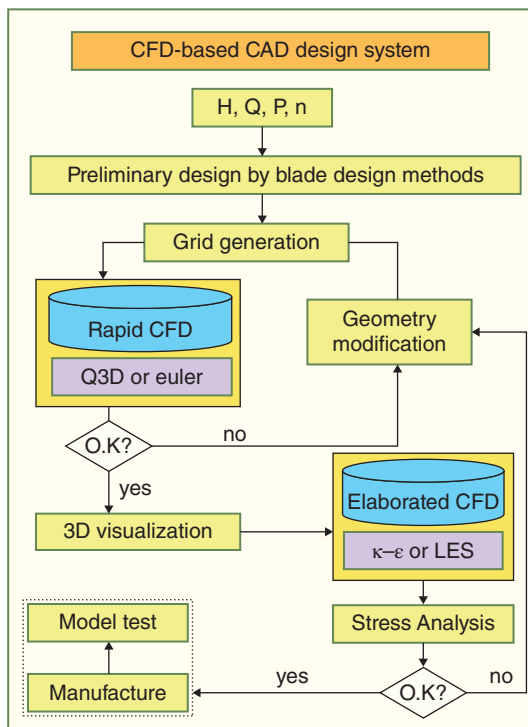 CFD-based CAD design system
H, Q, P, n
Preliminary design by blade design methods
Grid generation
Rapid CFD
Q3D or euler
Geometry
modification
O.K?
no
yes
3D visualization
Elaborated CFD
κ–ε or LES
Stress Analysis
O.K?
no
yes
Model test
Manufacture